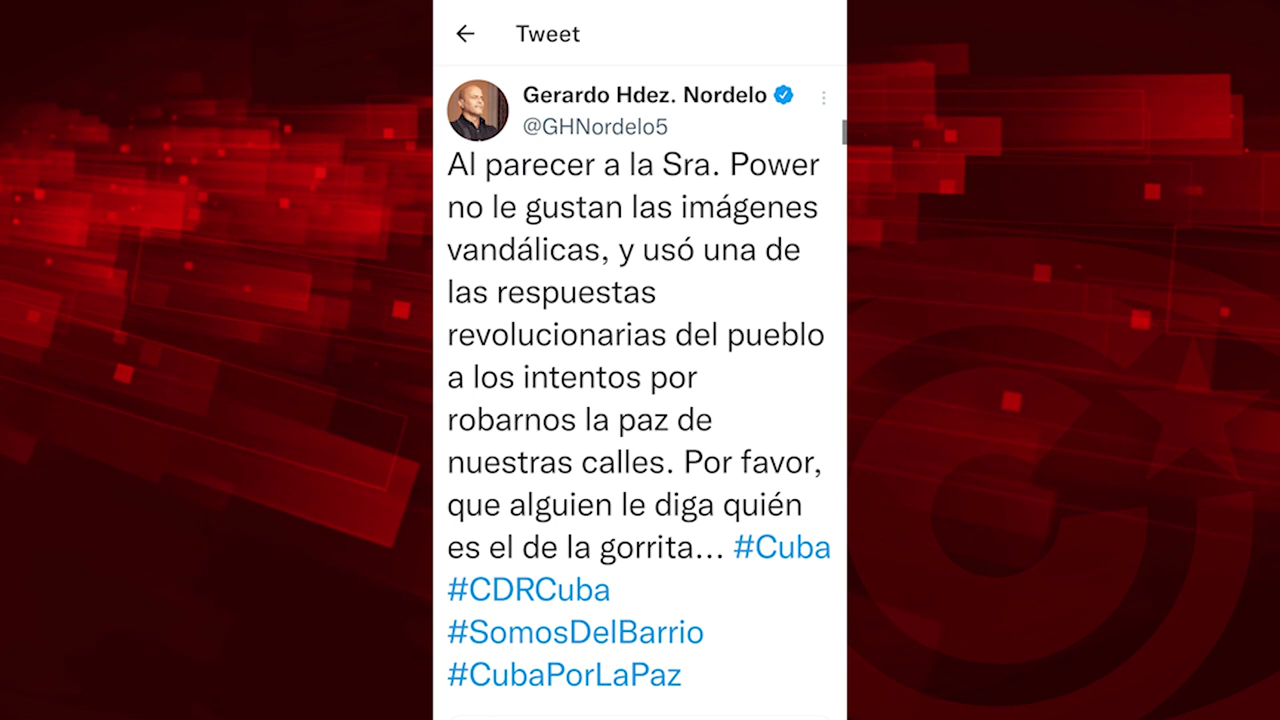 Tweet
Gerardo Hdez. Nordelo
@GHNordelo5
Al parecer a la Sra. Power
no le gustan las imágenes
vandálicas, y usó una de
las respuestas
revolucionarias del pueblo
a los intentos por
robarnos la paz de
nuestras calles. Por favor,
que alguien le diga quién
es el de la gorrita... #Cuba
#CDRCuba
#SomosDelBarrio
#CubaPorLaPaz